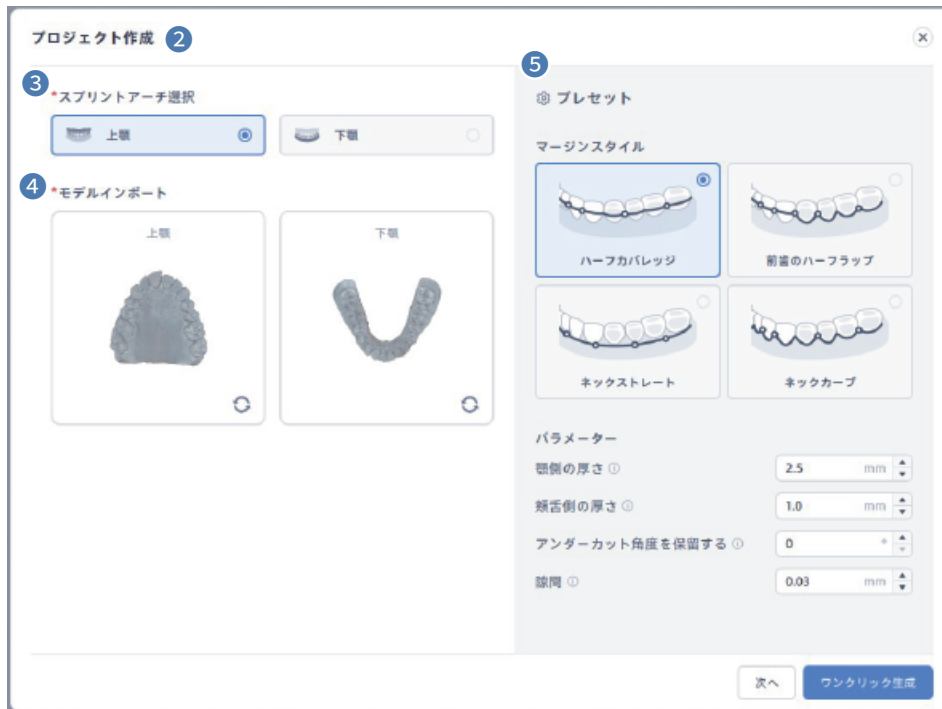 プロジェクト作成 2
3
*スプリントアーチ選択
上顎
下顎
4
*モデルインポート
上顎
下顎
5
プレセット
マージンスタイル
ハーフカバレッジ
前歯のハーフラップ
ネックストレート
ネックカーブ
パラメーター
顎側の厚さ
2.5 mm
頬舌側の厚さ
1.0 mm
アンダーカット角度を保留する
0 °
隙間
0.03 mm
次へ
ワンクリック生成